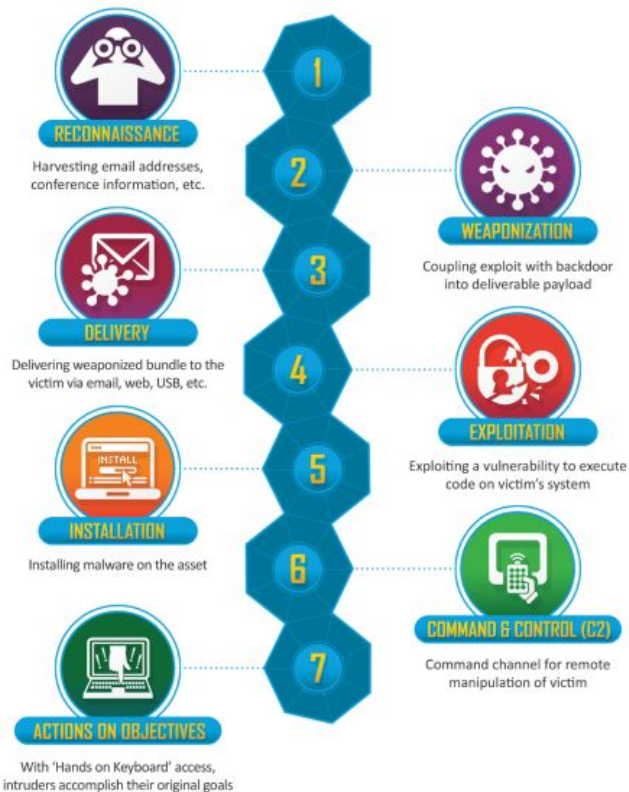 1
RECONNAISSANCE
Harvesting email addresses,
conference information, etc.
2
WEAPONIZATION
Coupling exploit with backdoor
into deliverable payload
3
DELIVERY
Delivering weaponized bundle to the
victim via email, web, USB, etc.
4
EXPLOITATION
Exploiting a vulnerability to execute
code on victim's system
5
INSTALL
INSTALLATION
Installing malware on the asset
6
COMMAND & CONTROL (C2)
Command channel for remote
manipulation of victim
7
ACTIONS ON OBJECTIVES
With 'Hands on Keyboard' access,
intruders accomplish their original goals